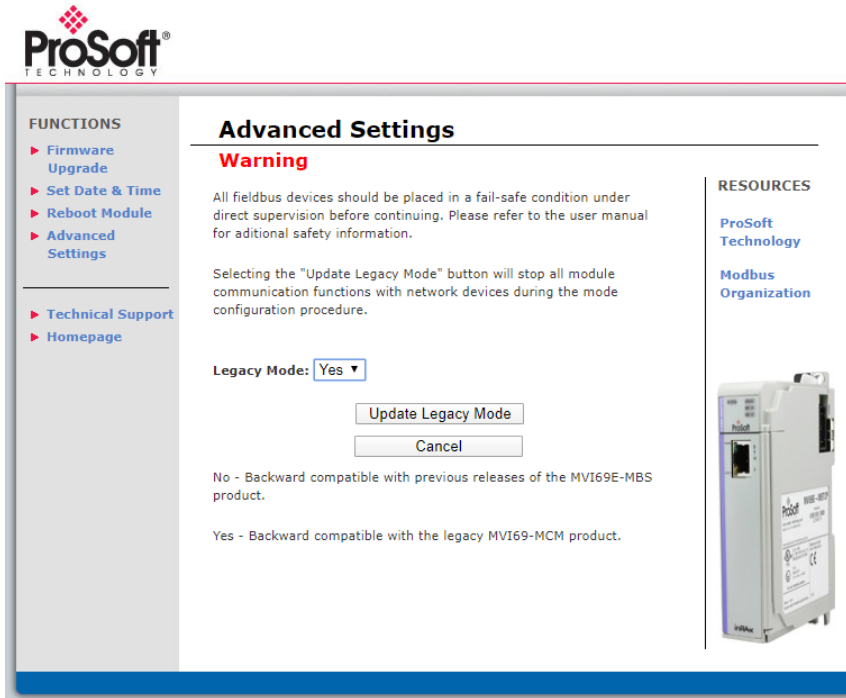 ProSoft®
TECHNOLOGY
FUNCTIONS
Firmware
Upgrade
Set Date & Time
Reboot Module
Advanced
Settings
Technical Support
Homepage
Advanced Settings
Warning
All fieldbus devices should be placed in a fail-safe condition under
direct supervision before continuing. Please refer to the user manual
for aditional safety information.
Selecting the "Update Legacy Mode" button will stop all module
communication functions with network devices during the mode
configuration procedure.
Legacy Mode: Yes
Update Legacy Mode
Cancel
No - Backward compatible with previous releases of the MVI69E-MBS
product.
Yes - Backward compatible with the legacy MVI69-MCM product.
RESOURCES
ProSoft
Technology
Modbus
Organization
ProSoft
ProSoft
inRAx